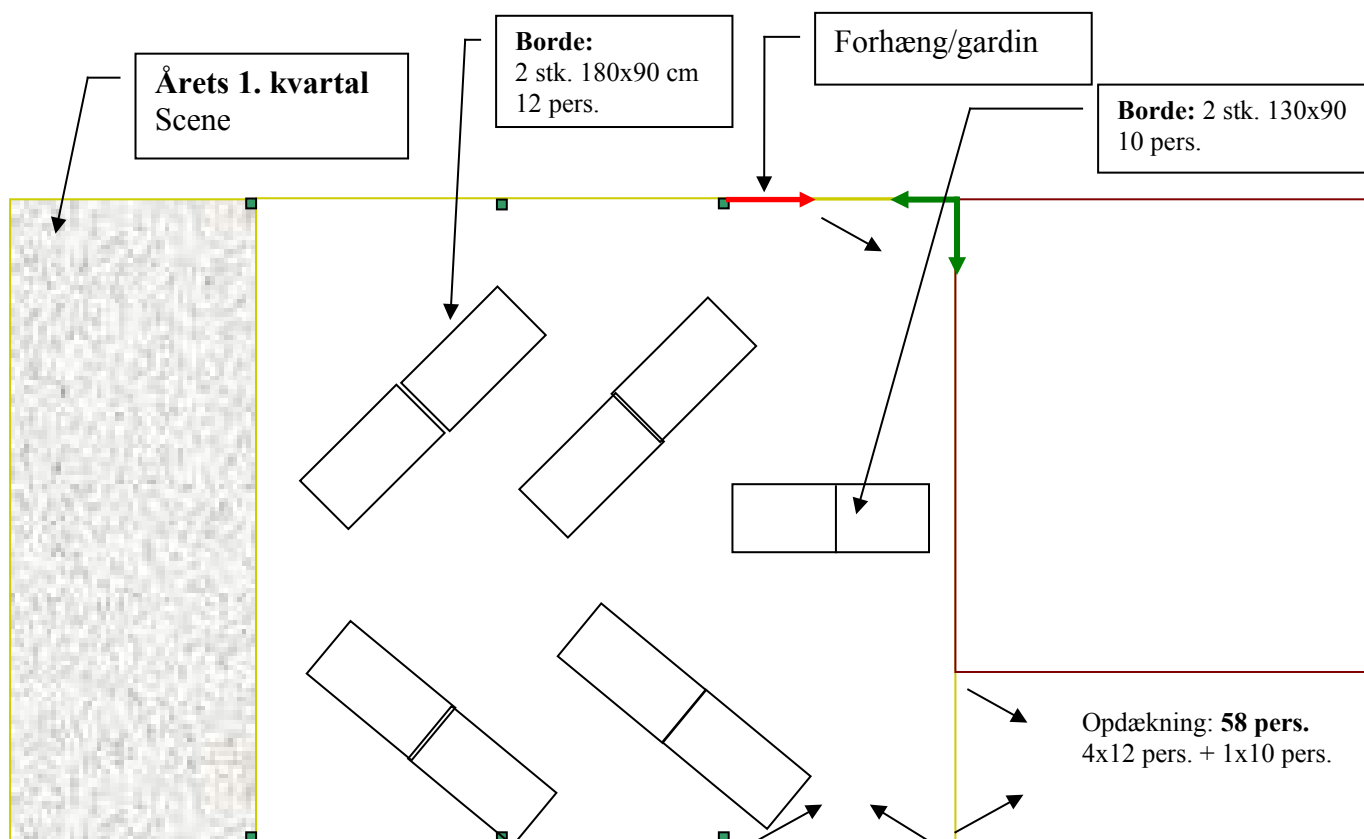 Årets 1. kvartal
Scene
Borde:
2 stk. 180x90 cm
12 pers.
Forhæng/gardin
Borde: 2 stk. 130x90
10 pers.
Opdækning: 58 pers.
4x12 pers. + 1x10 pers.